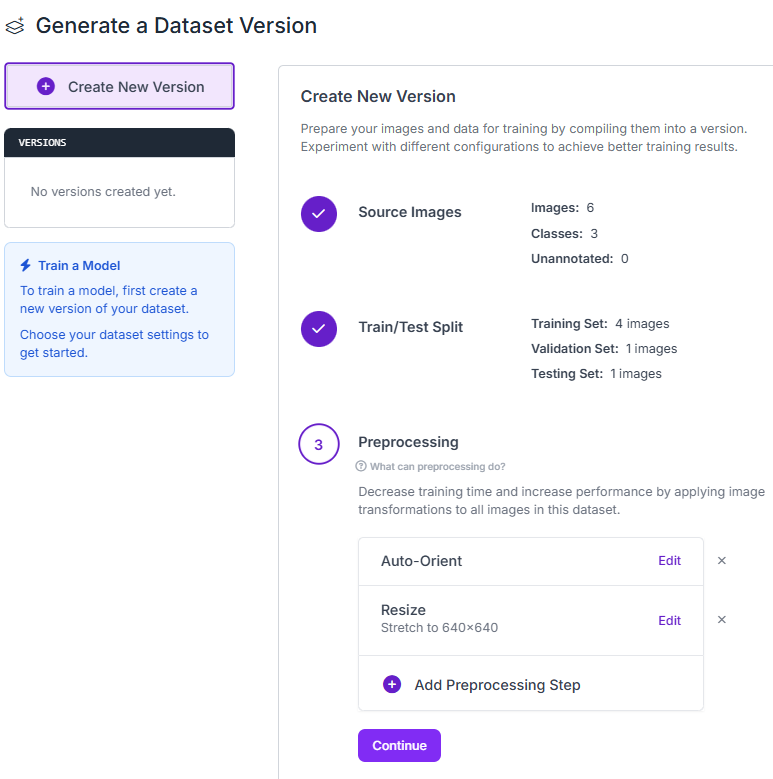 Generate a Dataset Version
Create New Version
VERSIONS
No versions created yet.
Train a Model
To train a model, first create a
new version of your dataset.
Choose your dataset settings to
get started.
Create New Version
Prepare your images and data for training by compiling them into a version.
Experiment with different configurations to achieve better training results.
Source Images
Images: 6
Classes: 3
Unannotated: 0
Train/Test Split
Training Set: 4 images
Validation Set: 1 images
Testing Set: 1 images
3
Preprocessing
What can preprocessing do?
Decrease training time and increase performance by applying image
transformations to all images in this dataset.
Auto-Orient
Edit
×
Resize
Stretch to 640×640
Edit
×
Add Preprocessing Step
Continue